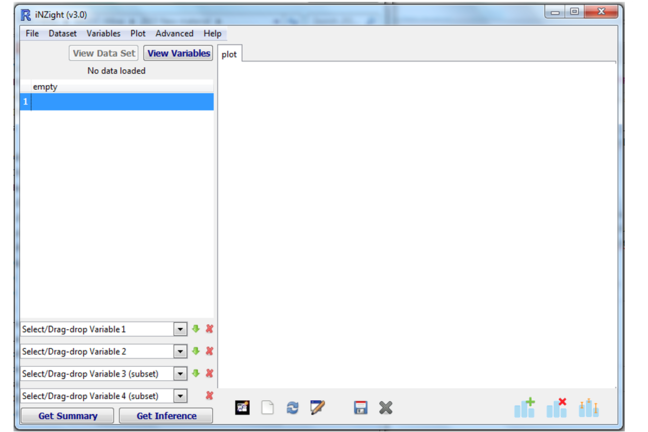 iNZight (v3.0)
File Dataset Variables Plot Advanced Help
View Data Set View Variables plot
No data loaded
empty
1
Select/Drag-drop Variable 1
Select/Drag-drop Variable 2
Select/Drag-drop Variable 3 (subset)
Select/Drag-drop Variable 4 (subset)
Get Summary Get Inference